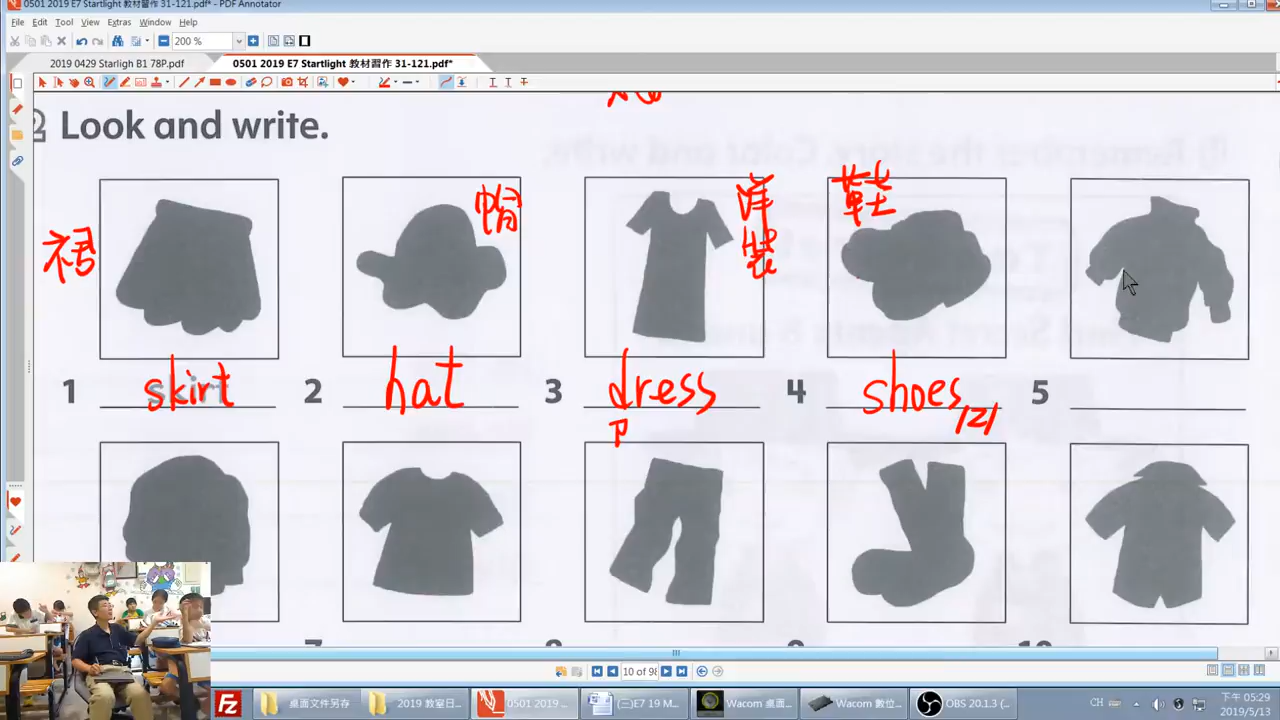 0501 2019 E7 Startlight 教材習作 31-121.pdf* - PDF Annotator
File Edit Tool View Extras Window Help
200 %
2019 0429 Starligh B1 78P.pdf
0501 2019 E7 Startlight 教材習作 31-121.pdf*
2 Look and write.
裙
帽
洋
裝
鞋
1 skirt
2 hat
3 dress
4 shoes
5
P
/z/
10 of 98
桌面文件另存
2019 教室日...
0501 2019 ...
(三)E7 19 M...
Wacom 桌面...
Wacom 數位...
OBS 20.1.3 (...
CH
下午 05:29
2019/5/13